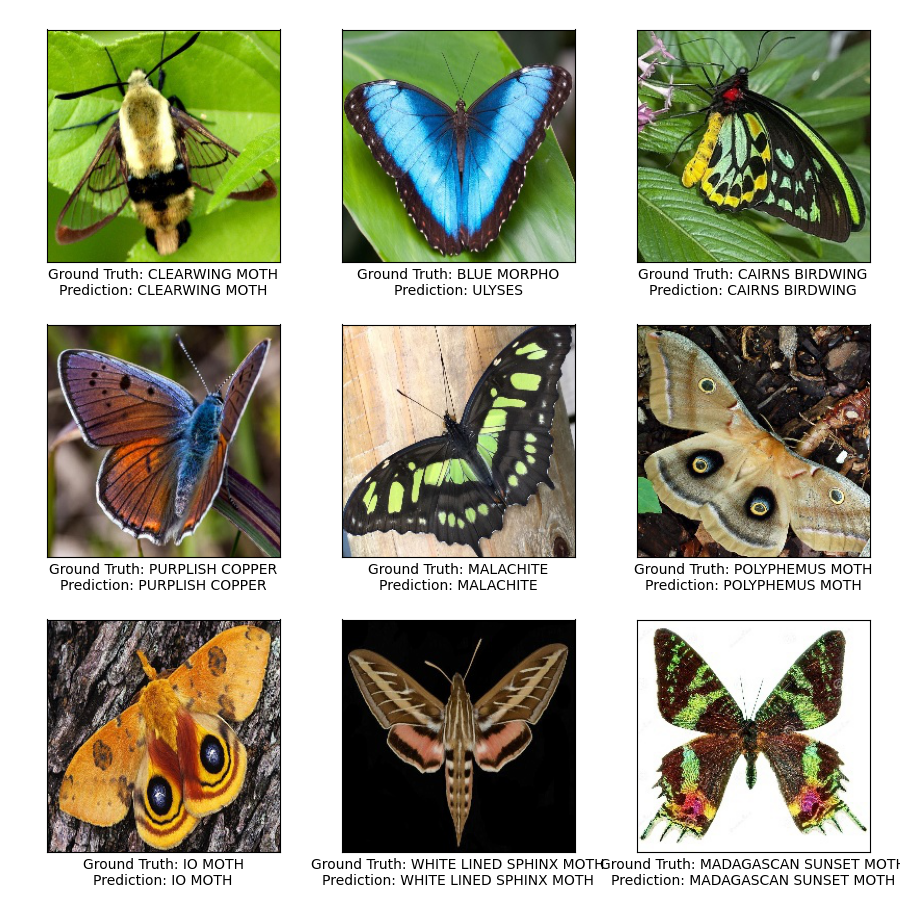 Ground Truth: CLEARWING MOTH
Prediction: CLEARWING MOTH
Ground Truth: BLUE MORPHO
Prediction: ULYSES
Ground Truth: CAIRNS BIRDWING
Prediction: CAIRNS BIRDWING
Ground Truth: PURPLISH COPPER
Prediction: PURPLISH COPPER
Ground Truth: MALACHITE
Prediction: MALACHITE
Ground Truth: POLYPHEMUS MOTH
Prediction: POLYPHEMUS MOTH
Ground Truth: IO MOTH
Prediction: IO MOTH
Ground Truth: WHITE LINED SPHINX MOTH
Prediction: WHITE LINED SPHINX MOTH
Ground Truth: MADAGASCAN SUNSET MOTH
Prediction: MADAGASCAN SUNSET MOTH